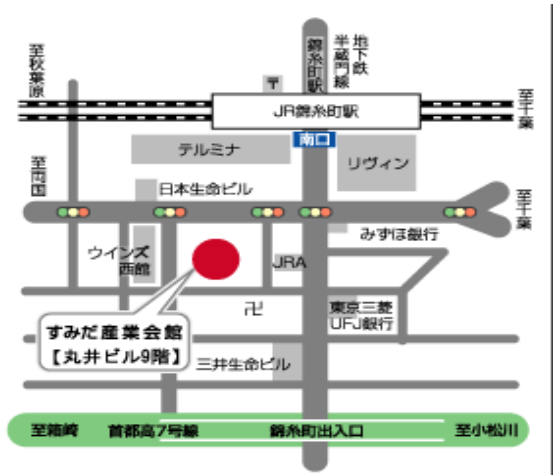 至秋葉原
錦糸町駅
地下鉄
半蔵門線
〒
JR錦糸町駅
至千葉
南口
テルミナ
リヴィン
至両国
日本生命ビル
至千葉
みずほ銀行
ウインズ
西館
JRA
卍
東京三菱
UFJ銀行
すみだ産業会館
【丸井ビル9階】
三井生命ビル
至箱崎
首都高7号線
錦糸町出入口
至小松川